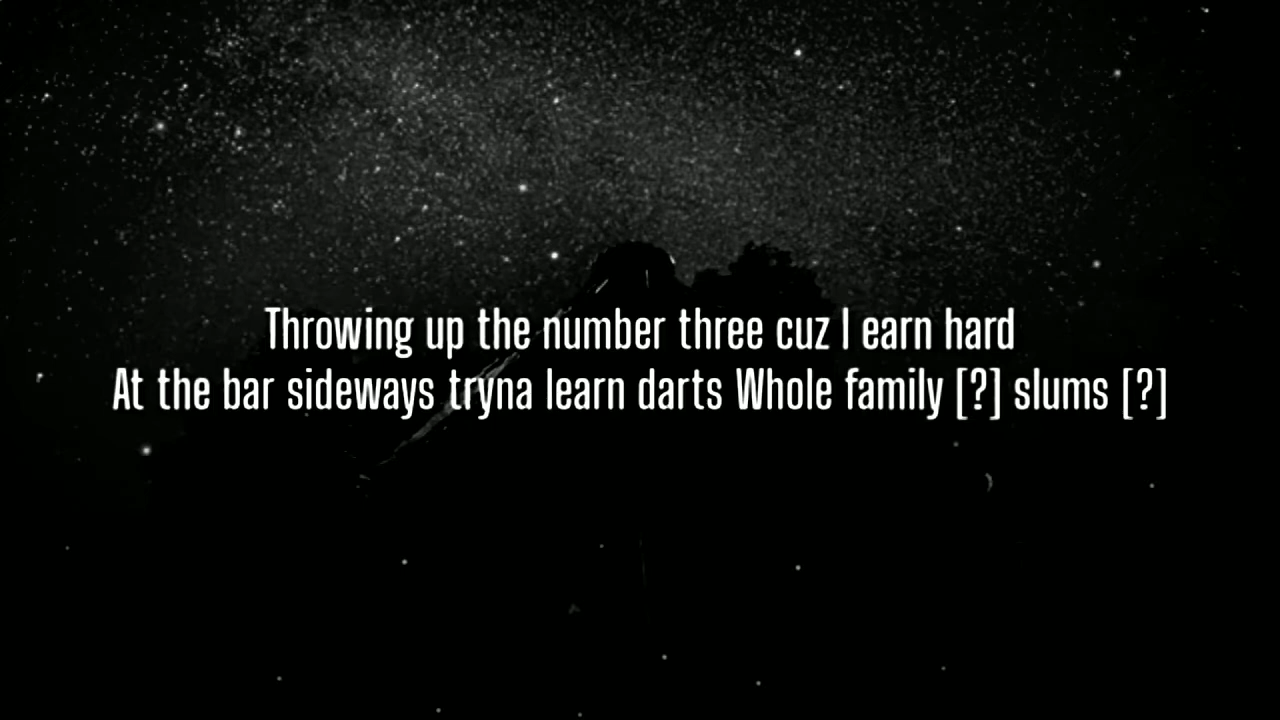 Throwing up the number three cuz I earn hard
At the bar sideways tryna learn darts Whole family [?] slums [?]